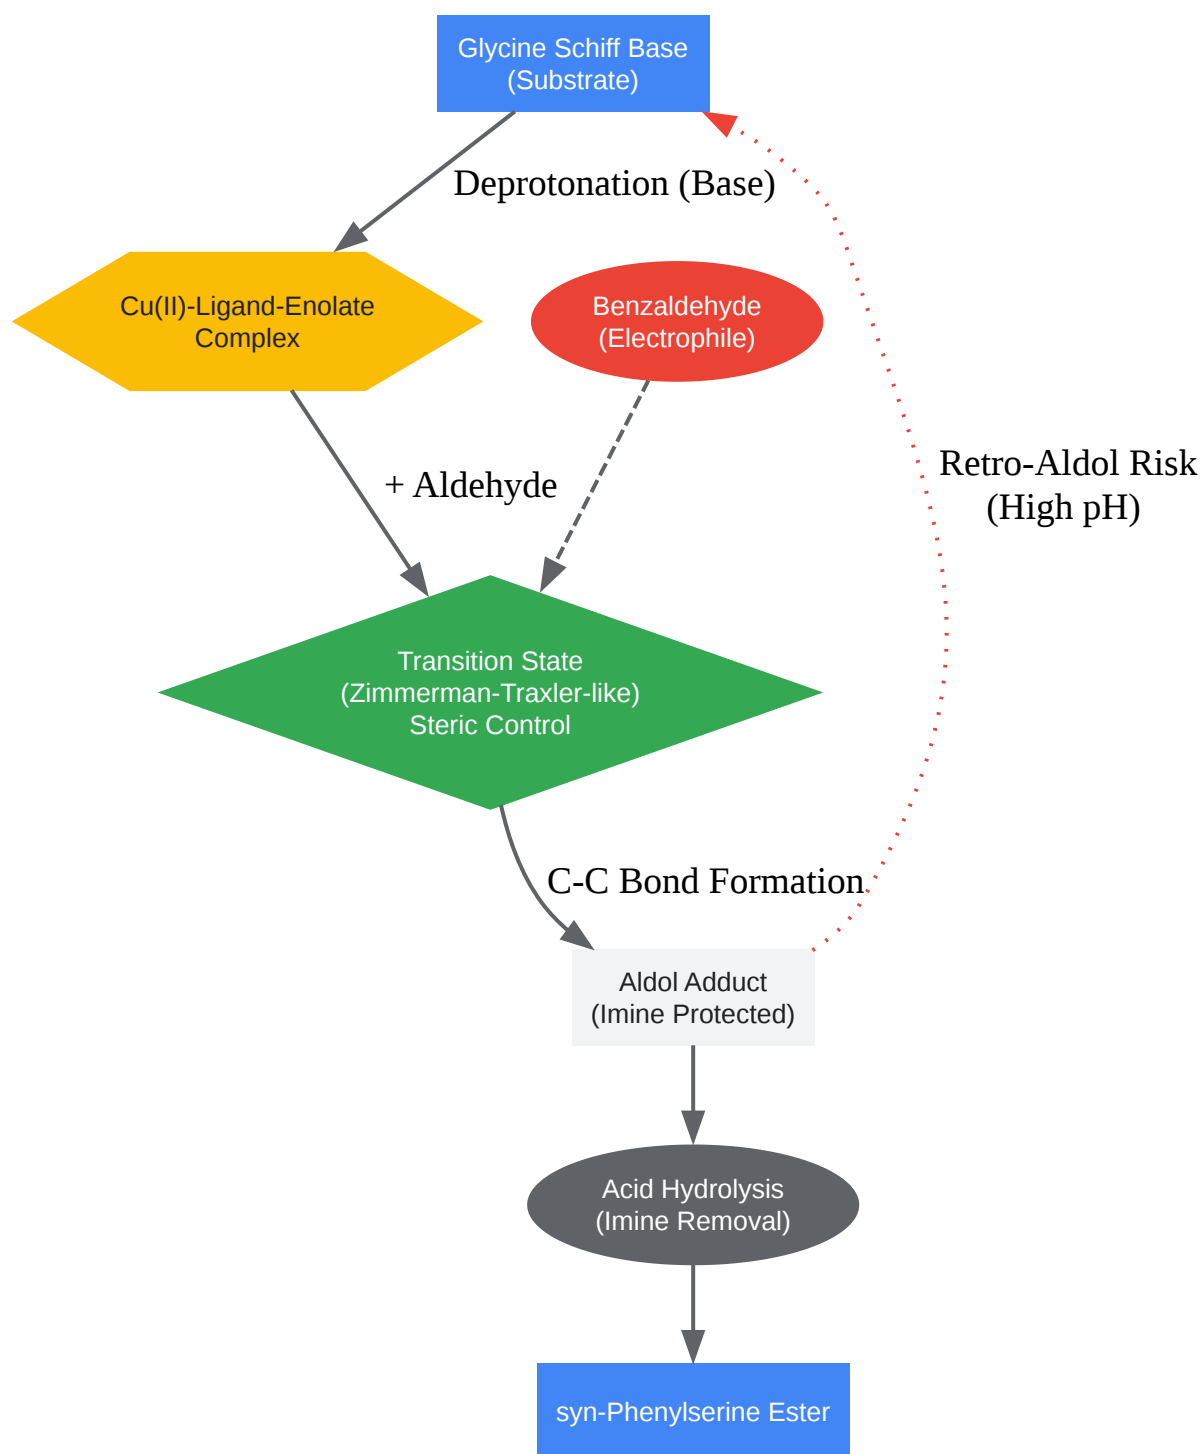 Glycine Schiff Base
(Substrate)
Deprotonation (Base)
Cu(II)-Ligand-Enolate
Complex
Benzaldehyde
(Electrophile)
Retro-Aldol Risk
(High pH)
+ Aldehyde
Transition State
(Zimmerman-Traxler-like)
Steric Control
C-C Bond Formation
Aldol Adduct
(Imine Protected)
Acid Hydrolysis
(Imine Removal)
syn-Phenylserine Ester